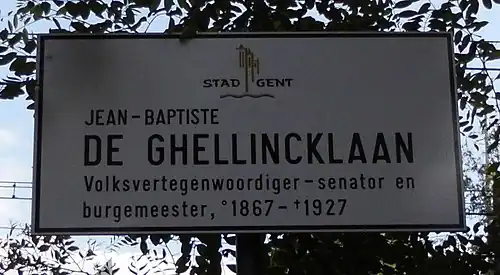 STAD GENT
JEAN-BAPTISTE
DE GHELLINCKLAAN
Volksvertegenwoordiger-senator en
burgemeester, °1867-†1927